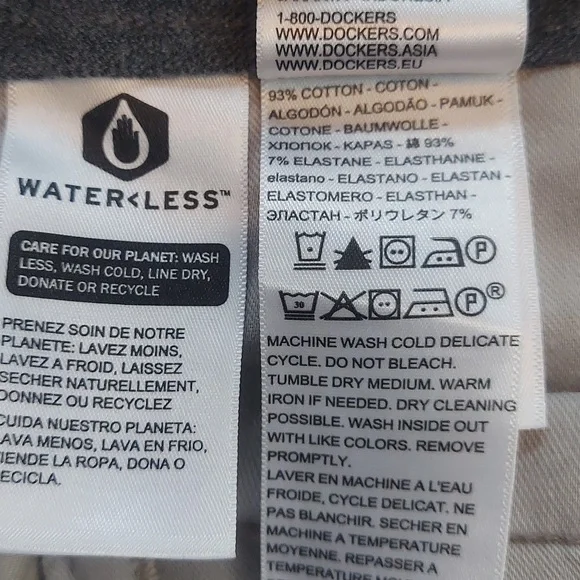 WATER<LESS™
CARE FOR OUR PLANET: WASH
LESS, WASH COLD, LINE DRY,
DONATE OR RECYCLE
PRENEZ SOIN DE NOTRE
PLANETE: LAVEZ MOINS,
LAVEZ A FROID, LAISSEZ
SECHER NATURELLEMENT,
DONNEZ OU RECYCLEZ
CUIDA NUESTRO PLANETA:
LAVA MENOS, LAVA EN FRIO,
TIENDE LA ROPA, DONA O
RECICLA.
1-800-DOCKERS
WWW.DOCKERS.COM
WWW.DOCKERS.ASIA
WWW.DOCKERS.EU
93% COTTON - COTON -
ALGODÓN - ALGODÃO - PAMUK -
COTONE - BAUMWOLLE -
ХЛОПОК - KAPAS - 綿 93%
7% ELASTANE - ELASTHANNE -
elastano - ELASTANO - ELASTAN -
ELASTOMERO - ELASTHAN -
ЭЛАСТАН - ポリウレタン 7%
P
30 P®
MACHINE WASH COLD DELICATE
CYCLE. DO NOT BLEACH.
TUMBLE DRY MEDIUM. WARM
IRON IF NEEDED. DRY CLEANING
POSSIBLE. WASH INSIDE OUT
WITH LIKE COLORS. REMOVE
PROMPTLY.
LAVER EN MACHINE A L'EAU
FROIDE, CYCLE DELICAT. NE
PAS BLANCHIR. SECHER EN
MACHINE A TEMPERATURE
MOYENNE. REPASSER A
TEMPERATURE